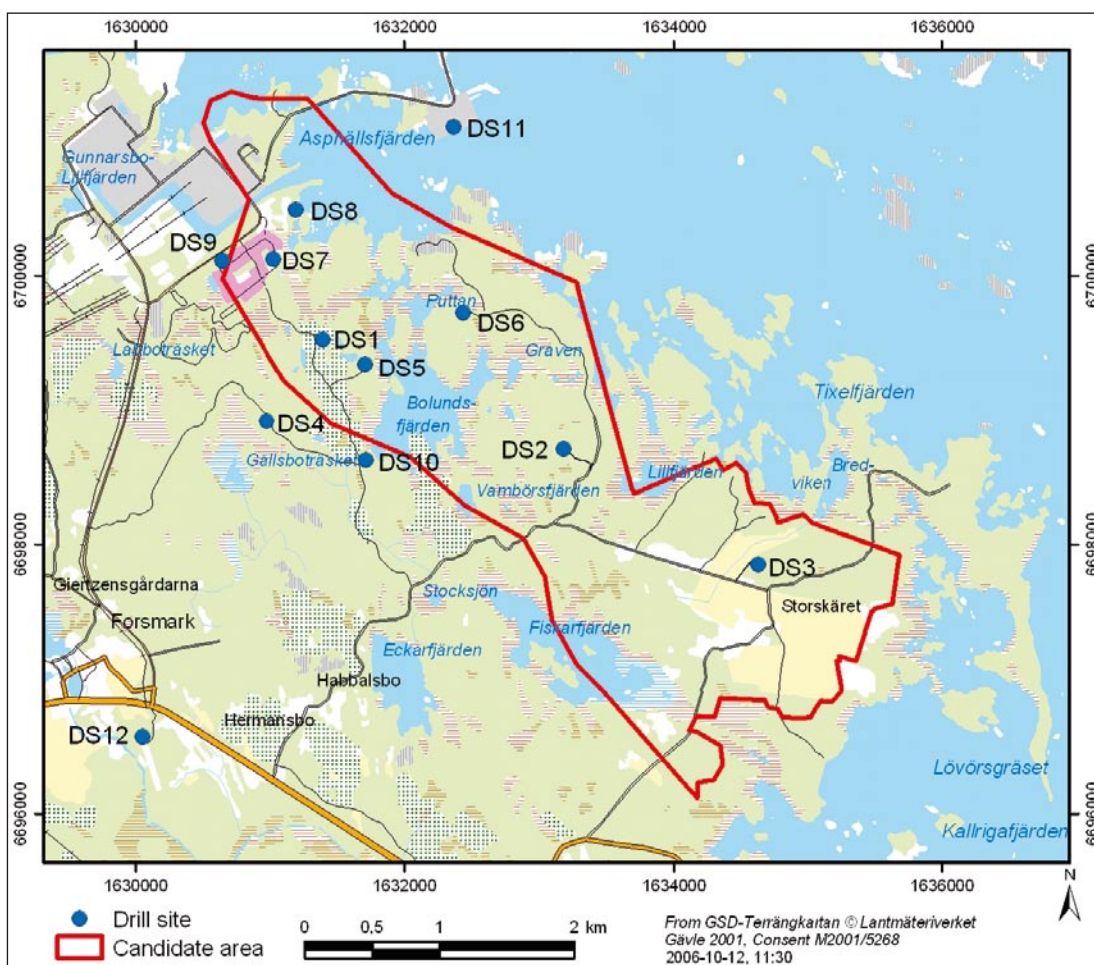 1630000
1632000
1634000
1636000
DS11
Asphällsfjärden
Gunnarsbo-
Lillfjärden
DS8
DS9
DS7
6700000
6700000
Puttan
DS6
DS1
Graven
Labboträsket
DS5
Tixelfjärden
Bolunds-
fjärden
DS4
DS2
Gällsboträsket
DS10
Lillfjärden
Bred-
viken
Vambörsfjärden
6698000
6698000
DS3
Giertzensgårdarna
Stocksjön
Storskäret
Forsmark
Fiskarfjärden
Eckarfjärden
Habbalsbo
Hermansbo
DS12
Lövörsgräset
6696000
6696000
Kallrigafjärden
1630000
1632000
1634000
1636000
N
Drill site
Candidate area
0 0,5 1 2 km
From GSD-Terrängkartan © Lantmäteriverket
Gävle 2001, Consent M2001/5268
2006-10-12, 11:30